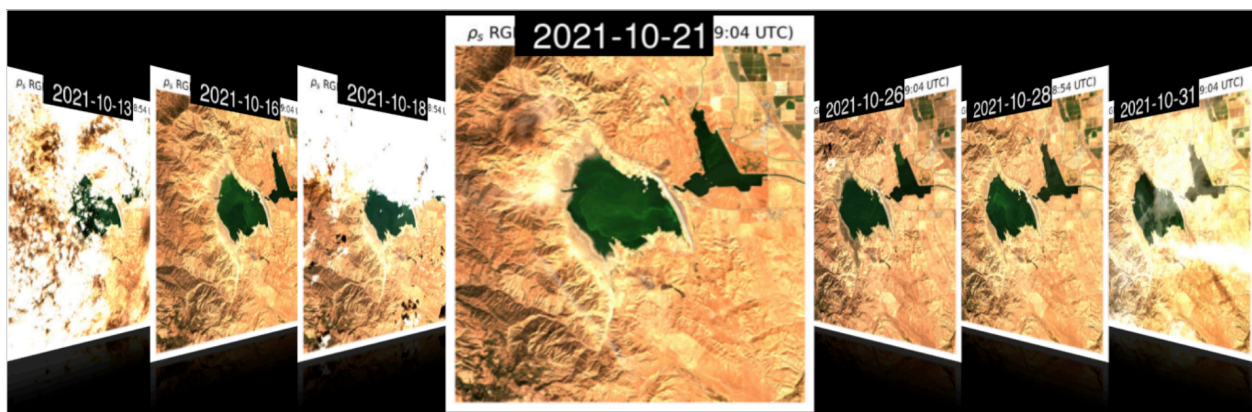 ρs RG 2021-10-21 9:04 UTC)
ρs RG 2021-10-13 8:54
ρs RG 2021-10-16 9:04
ρs RG 2021-10-18 8:54
2021-10-26 9:04 UTC)
2021-10-28 8:54 UTC)
2021-10-31 9:04 UTC)